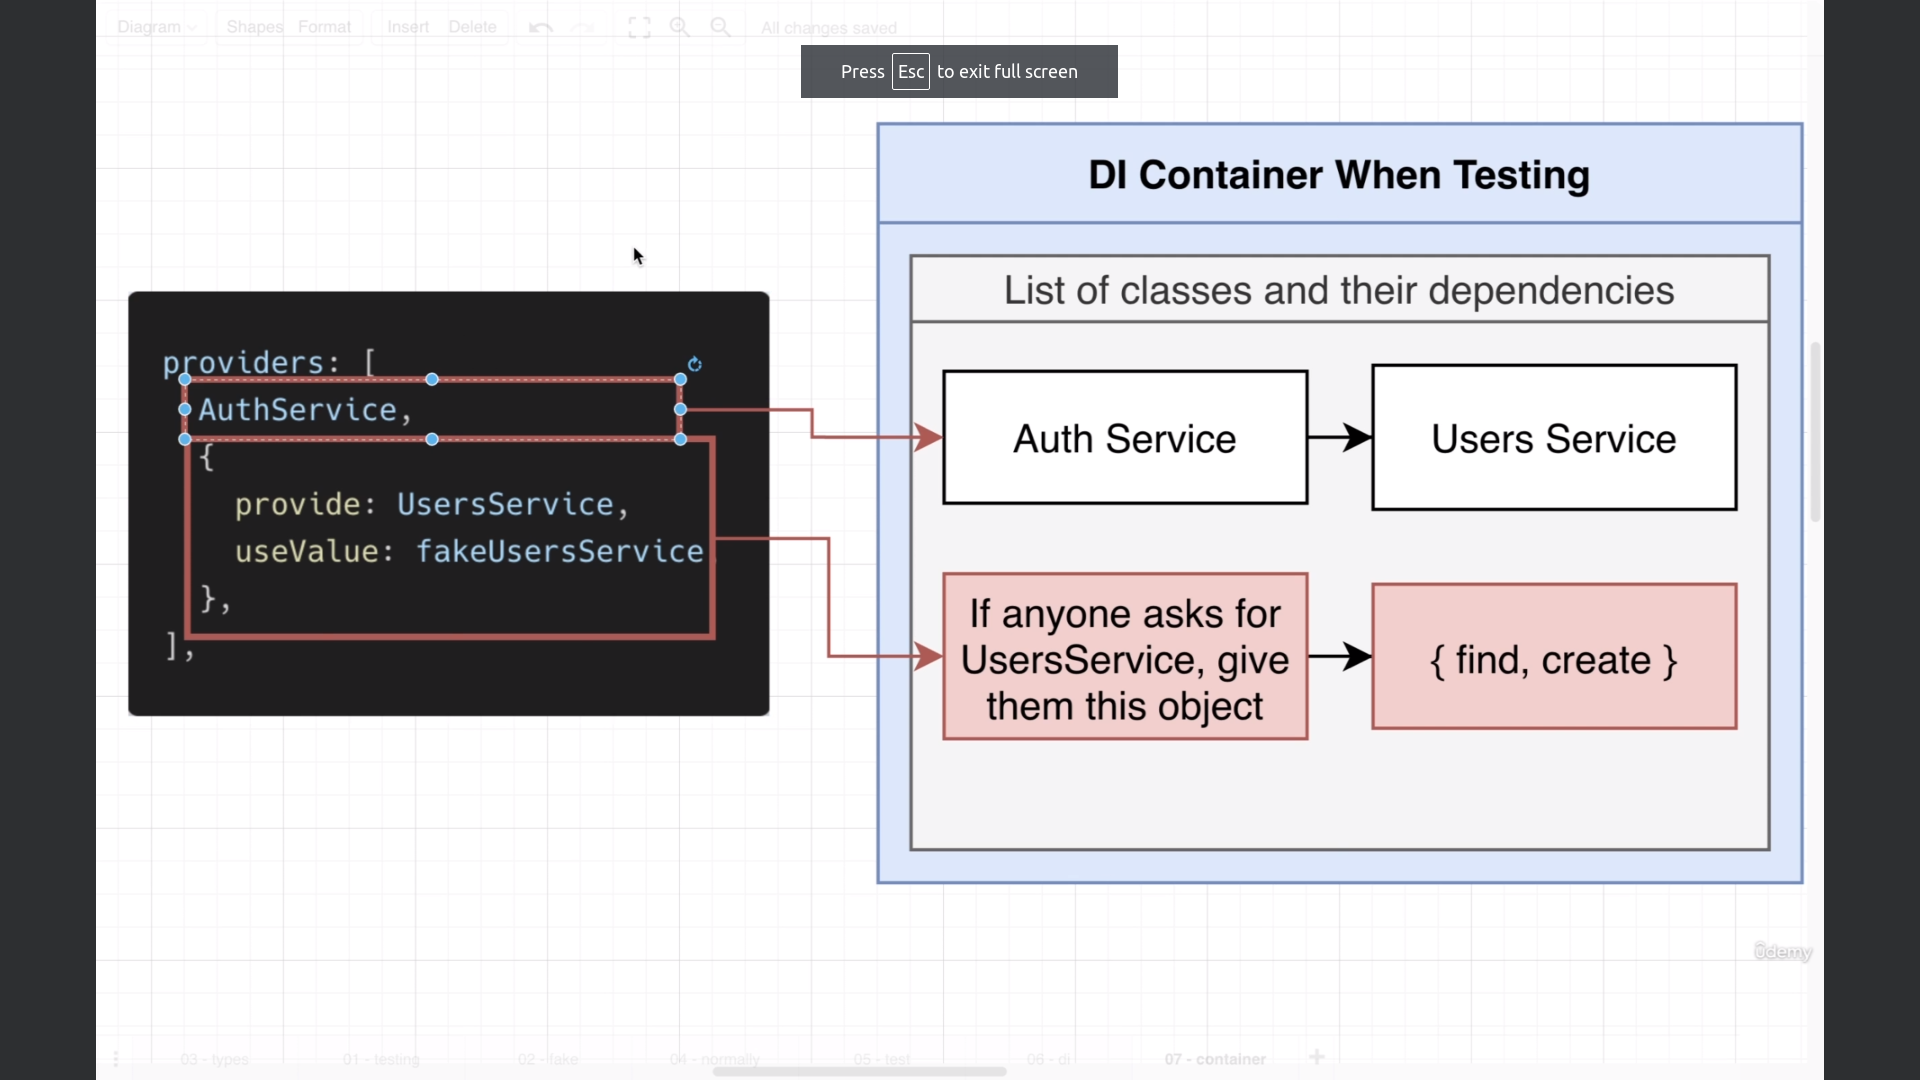 Diagram Shapes Format Insert Delete All changes saved
Press Esc to exit full screen
DI Container When Testing
List of classes and their dependencies
providers: [
AuthService,
{
provide: UsersService,
useValue: fakeUsersService
},
],
Auth Service
Users Service
If anyone asks for
UsersService, give
them this object
{ find, create }
ûdemy
03 - types 01 - testing 02 - fake 04 - normally 05 - test 06 - di 07 - container